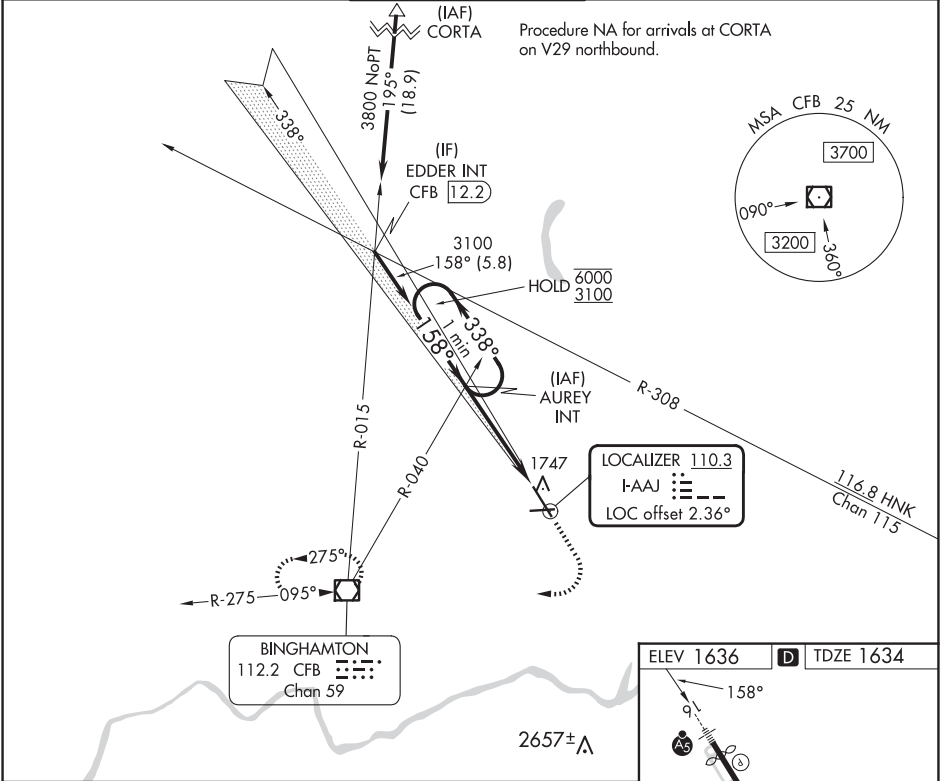 (IAF)
CORTA
Procedure NA for arrivals at CORTA
on V29 northbound.
3800 NoPT
195°
(18.9)
338°
MSA CFB 25 NM
3700
090°
3200
360°
(IF)
EDDER INT
CFB 12.2
3100
158° (5.8)
HOLD 6000
3100
158°
1 min
338°
(IAF)
AUREY
INT
R-015
R-040
R-308
1747
LOCALIZER 110.3
I-AAJ
LOC offset 2.36°
116.8 HNK
Chan 115
275°
R-275
095°
BINGHAMTON
112.2 CFB
Chan 59
2657±
ELEV 1636
D
TDZE 1634
158°
16
A5